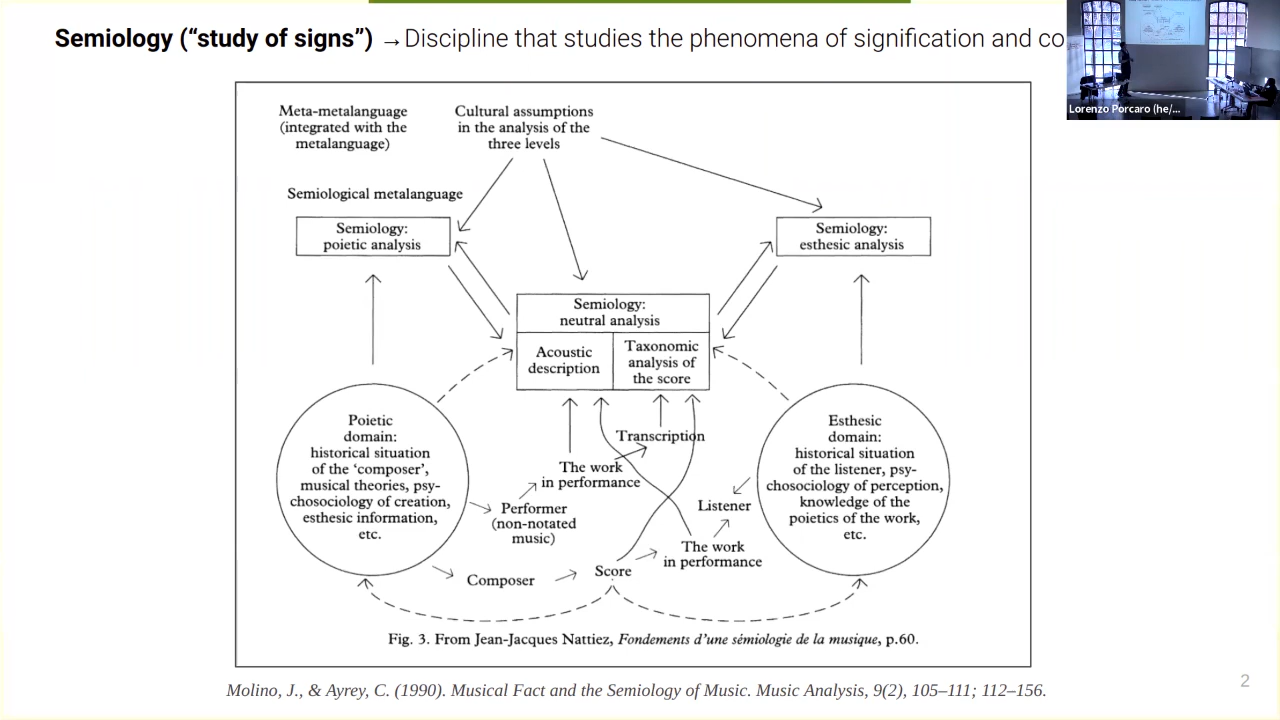 Semiology (“study of signs”) →Discipline that studies the phenomena of signification and co
Lorenzo Porcaro (he/...
Meta-metalanguage
(integrated with the
metalanguage)
Cultural assumptions
in the analysis of the
three levels
Semiological metalanguage
Semiology:
poietic analysis
Semiology:
esthesic analysis
Semiology:
neutral analysis
Acoustic
description
Taxonomic
analysis of
the score
Poietic
domain:
historical situation
of the ‘composer’,
musical theories, psy-
chosociology of creation,
esthesic information,
etc.
Transcription
The work
in performance
Performer
(non-notated
music)
Composer
Score
The work
in performance
Listener
Esthesic
domain:
historical situation
of the listener, psy-
chosociology of perception,
knowledge of the
poietics of the work,
etc.
Fig. 3. From Jean-Jacques Nattiez, Fondements d’une sémiologie de la musique, p.60.
Molino, J., & Ayrey, C. (1990). Musical Fact and the Semiology of Music. Music Analysis, 9(2), 105–111; 112–156.
2